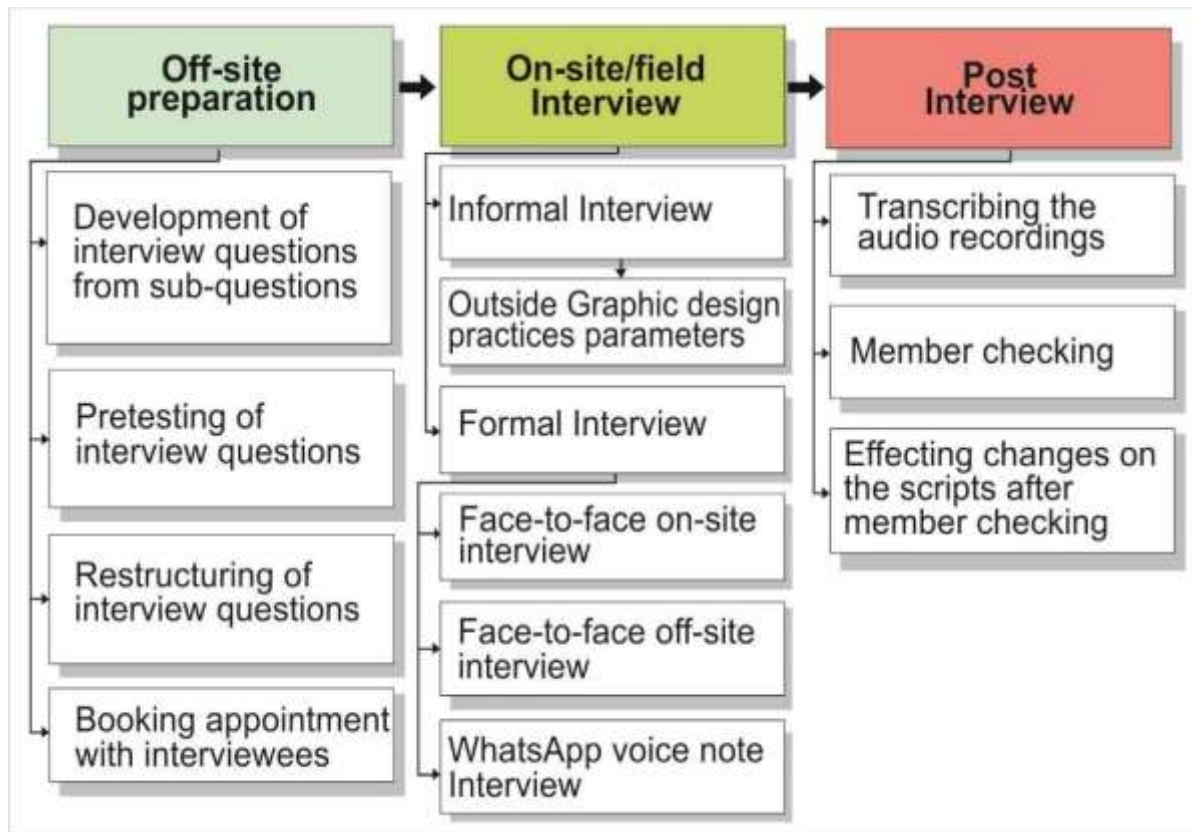 Off-site
preparation
Development of
interview questions
from sub-questions
Pretesting of
interview questions
Restructuring of
interview questions
Booking appointment
with interviewees
On-site/field
Interview
Informal Interview
Outside Graphic design
practices parameters
Formal Interview
Face-to-face on-site
interview
Face-to-face off-site
interview
WhatsApp voice note
Interview
Post
Interview
Transcribing the
audio recordings
Member checking
Effecting changes on
the scripts after
member checking